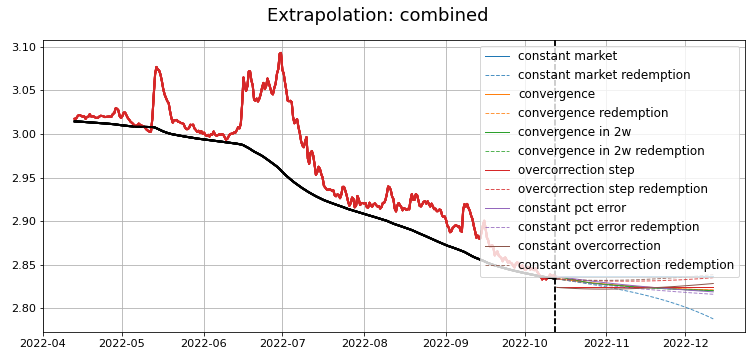 Extrapolation: combined
3.10
3.05
3.00
2.95
2.90
2.85
2.80
constant market
constant market redemption
convergence
convergence redemption
convergence in 2w
convergence in 2w redemption
overcorrection step
overcorrection step redemption
constant pct error
constant pct error redemption
constant overcorrection
constant overcorrection redemption
2022-04 2022-05 2022-06 2022-07 2022-08 2022-09 2022-10 2022-11 2022-12